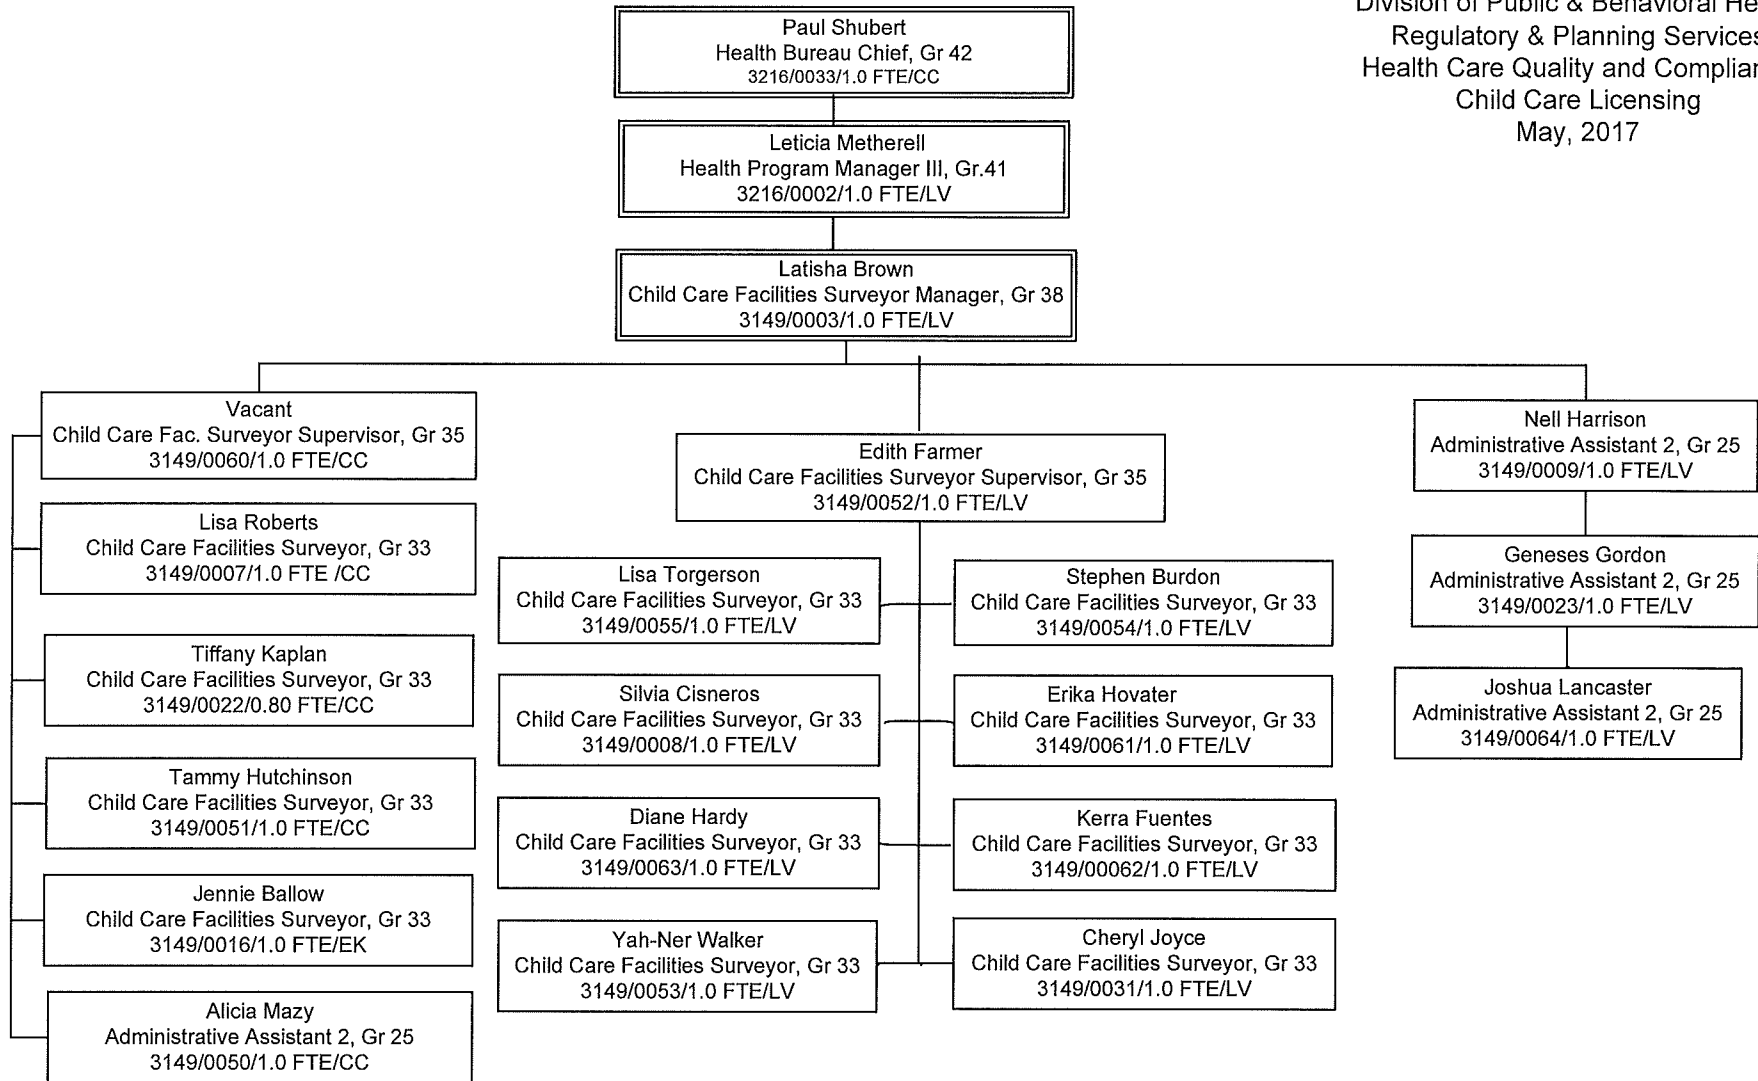 Division of Public & Behavioral
Regulatory & Planning Services
Health Care Quality and
Child Care Licensing
May, 2017
Paul Shubert
Health Bureau Chief, Gr 42
3216/0033/1.0 FTE/CC
Leticia Metherell
Health Program Manager III, Gr.41
3216/0002/1.0 FTE/LV
Latisha Brown
Child Care Facilities Surveyor Manager, Gr 38
3149/0003/1.0 FTE/LV
Vacant
Child Care Fac. Surveyor Supervisor, Gr 35
3149/0060/1.0 FTE/CC
Lisa Roberts
Child Care Facilities Surveyor, Gr 33
3149/0007/1.0 FTE /CC
Tiffany Kaplan
Child Care Facilities Surveyor, Gr 33
3149/0022/0.80 FTE/CC
Tammy Hutchinson
Child Care Facilities Surveyor, Gr 33
3149/0051/1.0 FTE/CC
Jennie Ballow
Child Care Facilities Surveyor, Gr 33
3149/0016/1.0 FTE/EK
Alicia Mazy
Administrative Assistant 2, Gr 25
3149/0050/1.0 FTE/CC
Edith Farmer
Child Care Facilities Surveyor Supervisor, Gr 35
3149/0052/1.0 FTE/LV
Lisa Torgerson
Child Care Facilities Surveyor, Gr 33
3149/0055/1.0 FTE/LV
Stephen Burdon
Child Care Facilities Surveyor, Gr 33
3149/0054/1.0 FTE/LV
Silvia Cisneros
Child Care Facilities Surveyor, Gr 33
3149/0008/1.0 FTE/LV
Erika Hovater
Child Care Facilities Surveyor, Gr 33
3149/0061/1.0 FTE/LV
Diane Hardy
Child Care Facilities Surveyor, Gr 33
3149/0063/1.0 FTE/LV
Kerra Fuentes
Child Care Facilities Surveyor, Gr 33
3149/00062/1.0 FTE/LV
Yah-Ner Walker
Child Care Facilities Surveyor, Gr 33
3149/0053/1.0 FTE/LV
Cheryl Joyce
Child Care Facilities Surveyor, Gr 33
3149/0031/1.0 FTE/LV
Nell Harrison
Administrative Assistant 2, Gr 25
3149/0009/1.0 FTE/LV
Geneses Gordon
Administrative Assistant 2, Gr 25
3149/0023/1.0 FTE/LV
Joshua Lancaster
Administrative Assistant 2, Gr 25
3149/0064/1.0 FTE/LV